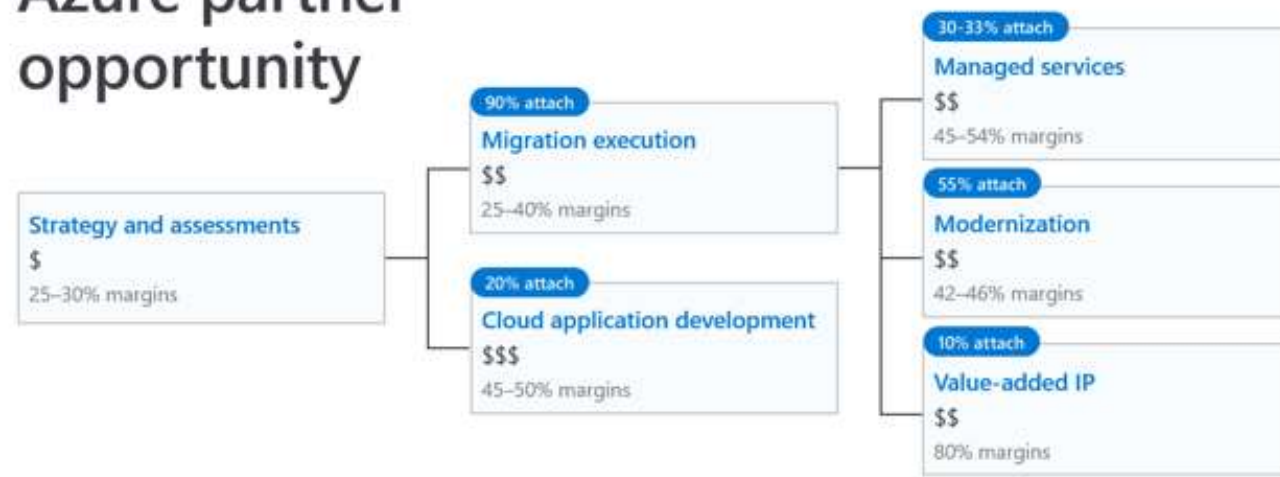 Azure partner
opportunity
Strategy and assessments
$
25–30% margins
90% attach
Migration execution
$$
25–40% margins
20% attach
Cloud application development
$$$
45–50% margins
30-33% attach
Managed services
$$
45–54% margins
55% attach
Modernization
$$
42–46% margins
10% attach
Value-added IP
$$
80% margins